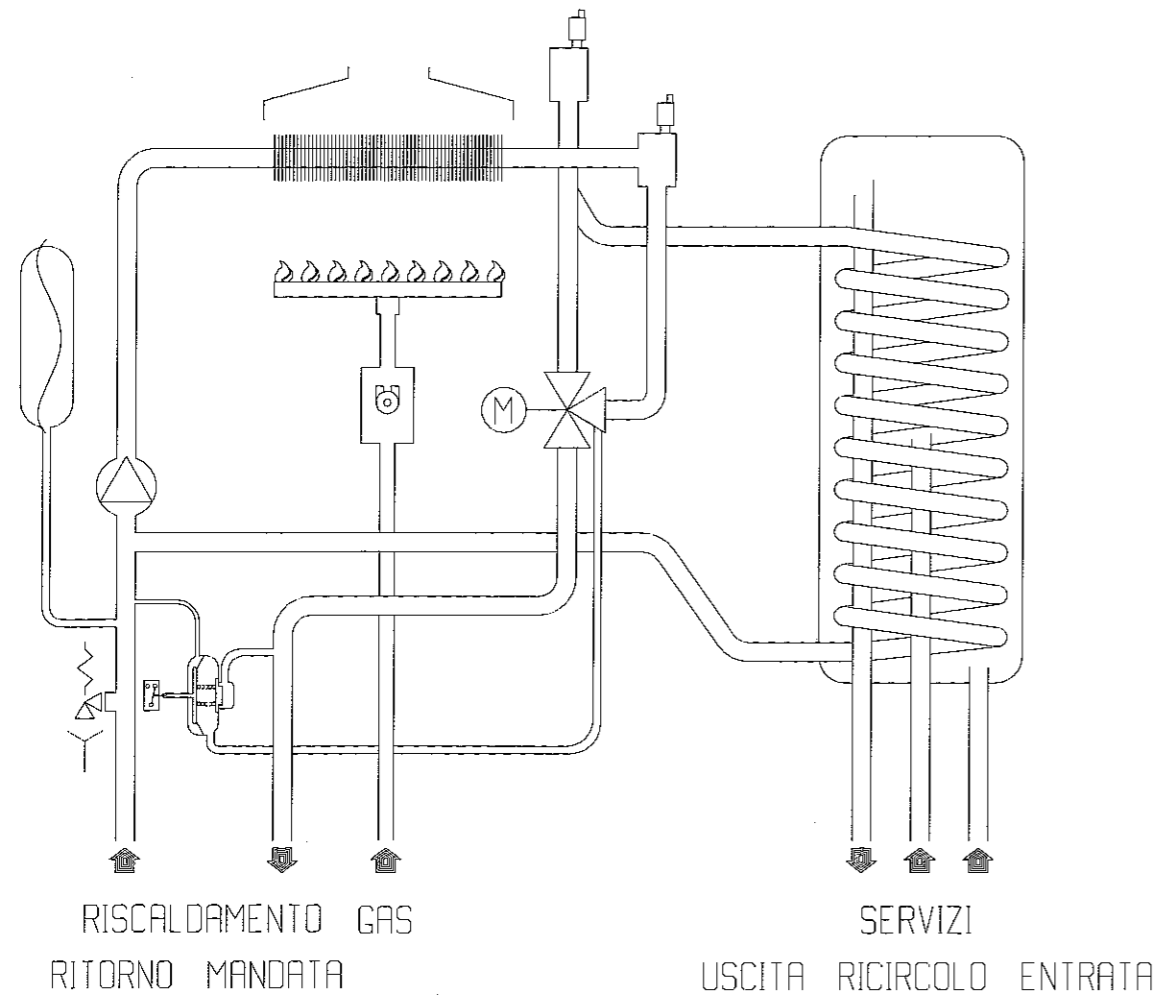 M
RISCALDAMENTO GAS
RITORNO MANDATA
SERVIZI
USCITA RICIRCOLO ENTRATA